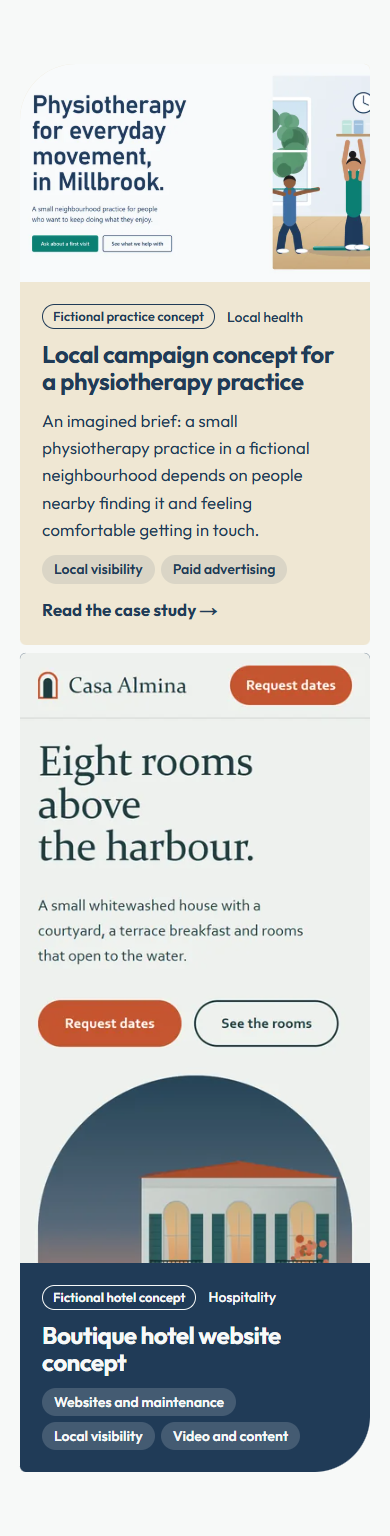 Physiotherapy
for everyday
movement,
in Millbrook.
A small neighbourhood practice for people
who want to keep doing what they enjoy.
Ask about a first visit
See what we help with
Fictional practice concept
Local health
Local campaign concept for
a physiotherapy practice
An imagined brief: a small
physiotherapy practice in a fictional
neighbourhood depends on people
nearby finding it and feeling
comfortable getting in touch.
Local visibility
Paid advertising
Read the case study →
Casa Almina
Request dates
Eight rooms
above
the harbour.
A small whitewashed house with a
courtyard, a terrace breakfast and rooms
that open to the water.
Request dates
See the rooms
Fictional hotel concept
Hospitality
Boutique hotel website
concept
Websites and maintenance
Local visibility
Video and content